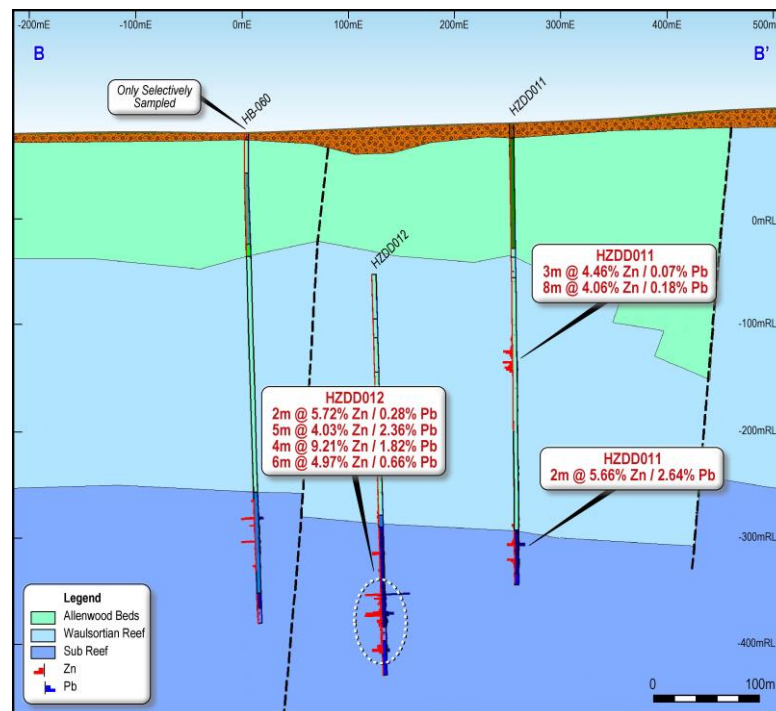 -200mE
-100mE
0mE
100mE
200mE
300mE
400mE
500m
B
B'
Only Selectively
Sampled
HB-060
HZDD011
HZDD012
0mRL
-100mRL
-200mRL
-300mRL
-400mRL
HZDD011
3m @ 4.46% Zn / 0.07% Pb
8m @ 4.06% Zn / 0.18% Pb
HZDD012
2m @ 5.72% Zn / 0.28% Pb
5m @ 4.03% Zn / 2.36% Pb
4m @ 9.21% Zn / 1.82% Pb
6m @ 4.97% Zn / 0.66% Pb
HZDD011
2m @ 5.66% Zn / 2.64% Pb
Legend
Allenwood Beds
Waulsortian Reef
Sub Reef
Zn
Pb
0
100m